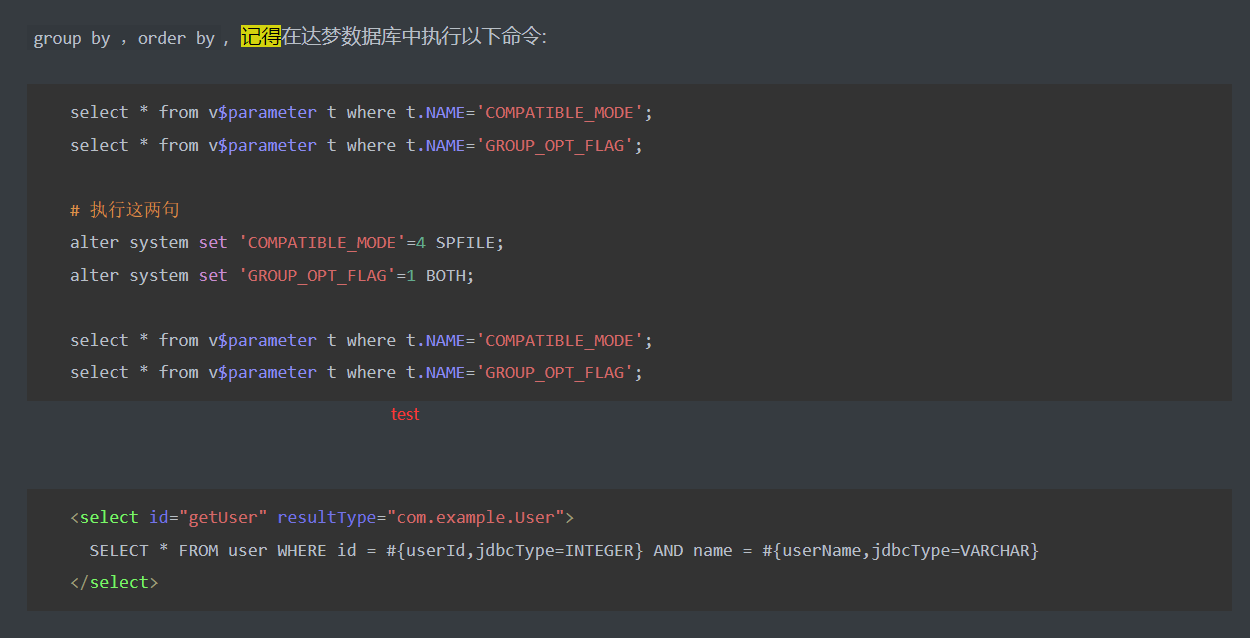 group by , order by , 记得在达梦数据库中执行以下命令:
select * from v$parameter t where t.NAME='COMPATIBLE_MODE';
select * from v$parameter t where t.NAME='GROUP_OPT_FLAG';
# 执行这两句
alter system set 'COMPATIBLE_MODE'=4 SPFILE;
alter system set 'GROUP_OPT_FLAG'=1 BOTH;
select * from v$parameter t where t.NAME='COMPATIBLE_MODE';
select * from v$parameter t where t.NAME='GROUP_OPT_FLAG';
test
<select id="getUser" resultType="com.example.User">
SELECT * FROM user WHERE id = #{userId,jdbcType=INTEGER} AND name = #{userName,jdbcType=VARCHAR}
</select>